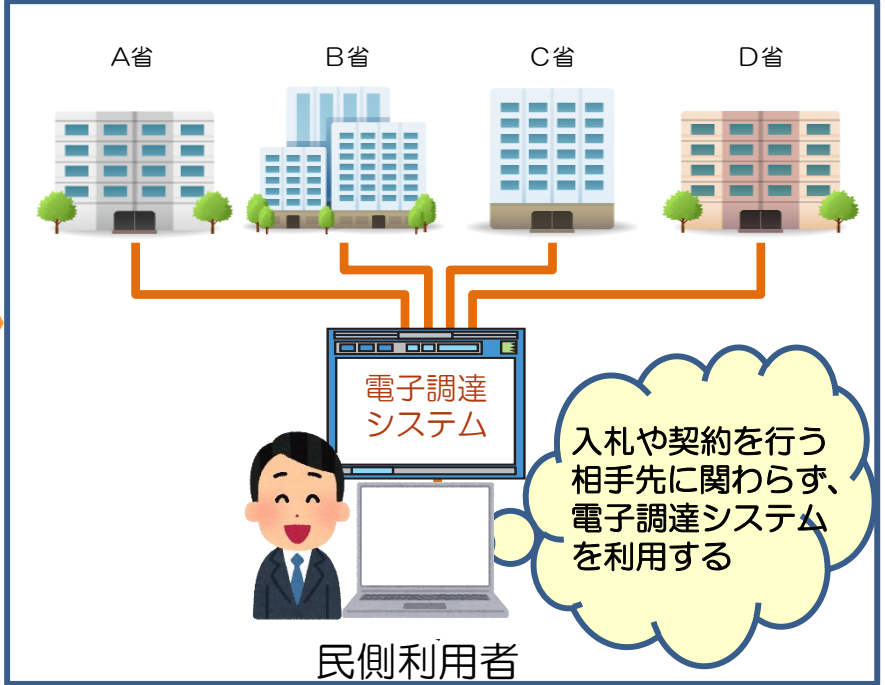 A省
B省
C省
D省
電子調達
システム
入札や契約を行う
相手先に関わらず、
電子調達システム
を利用する
民側利用者